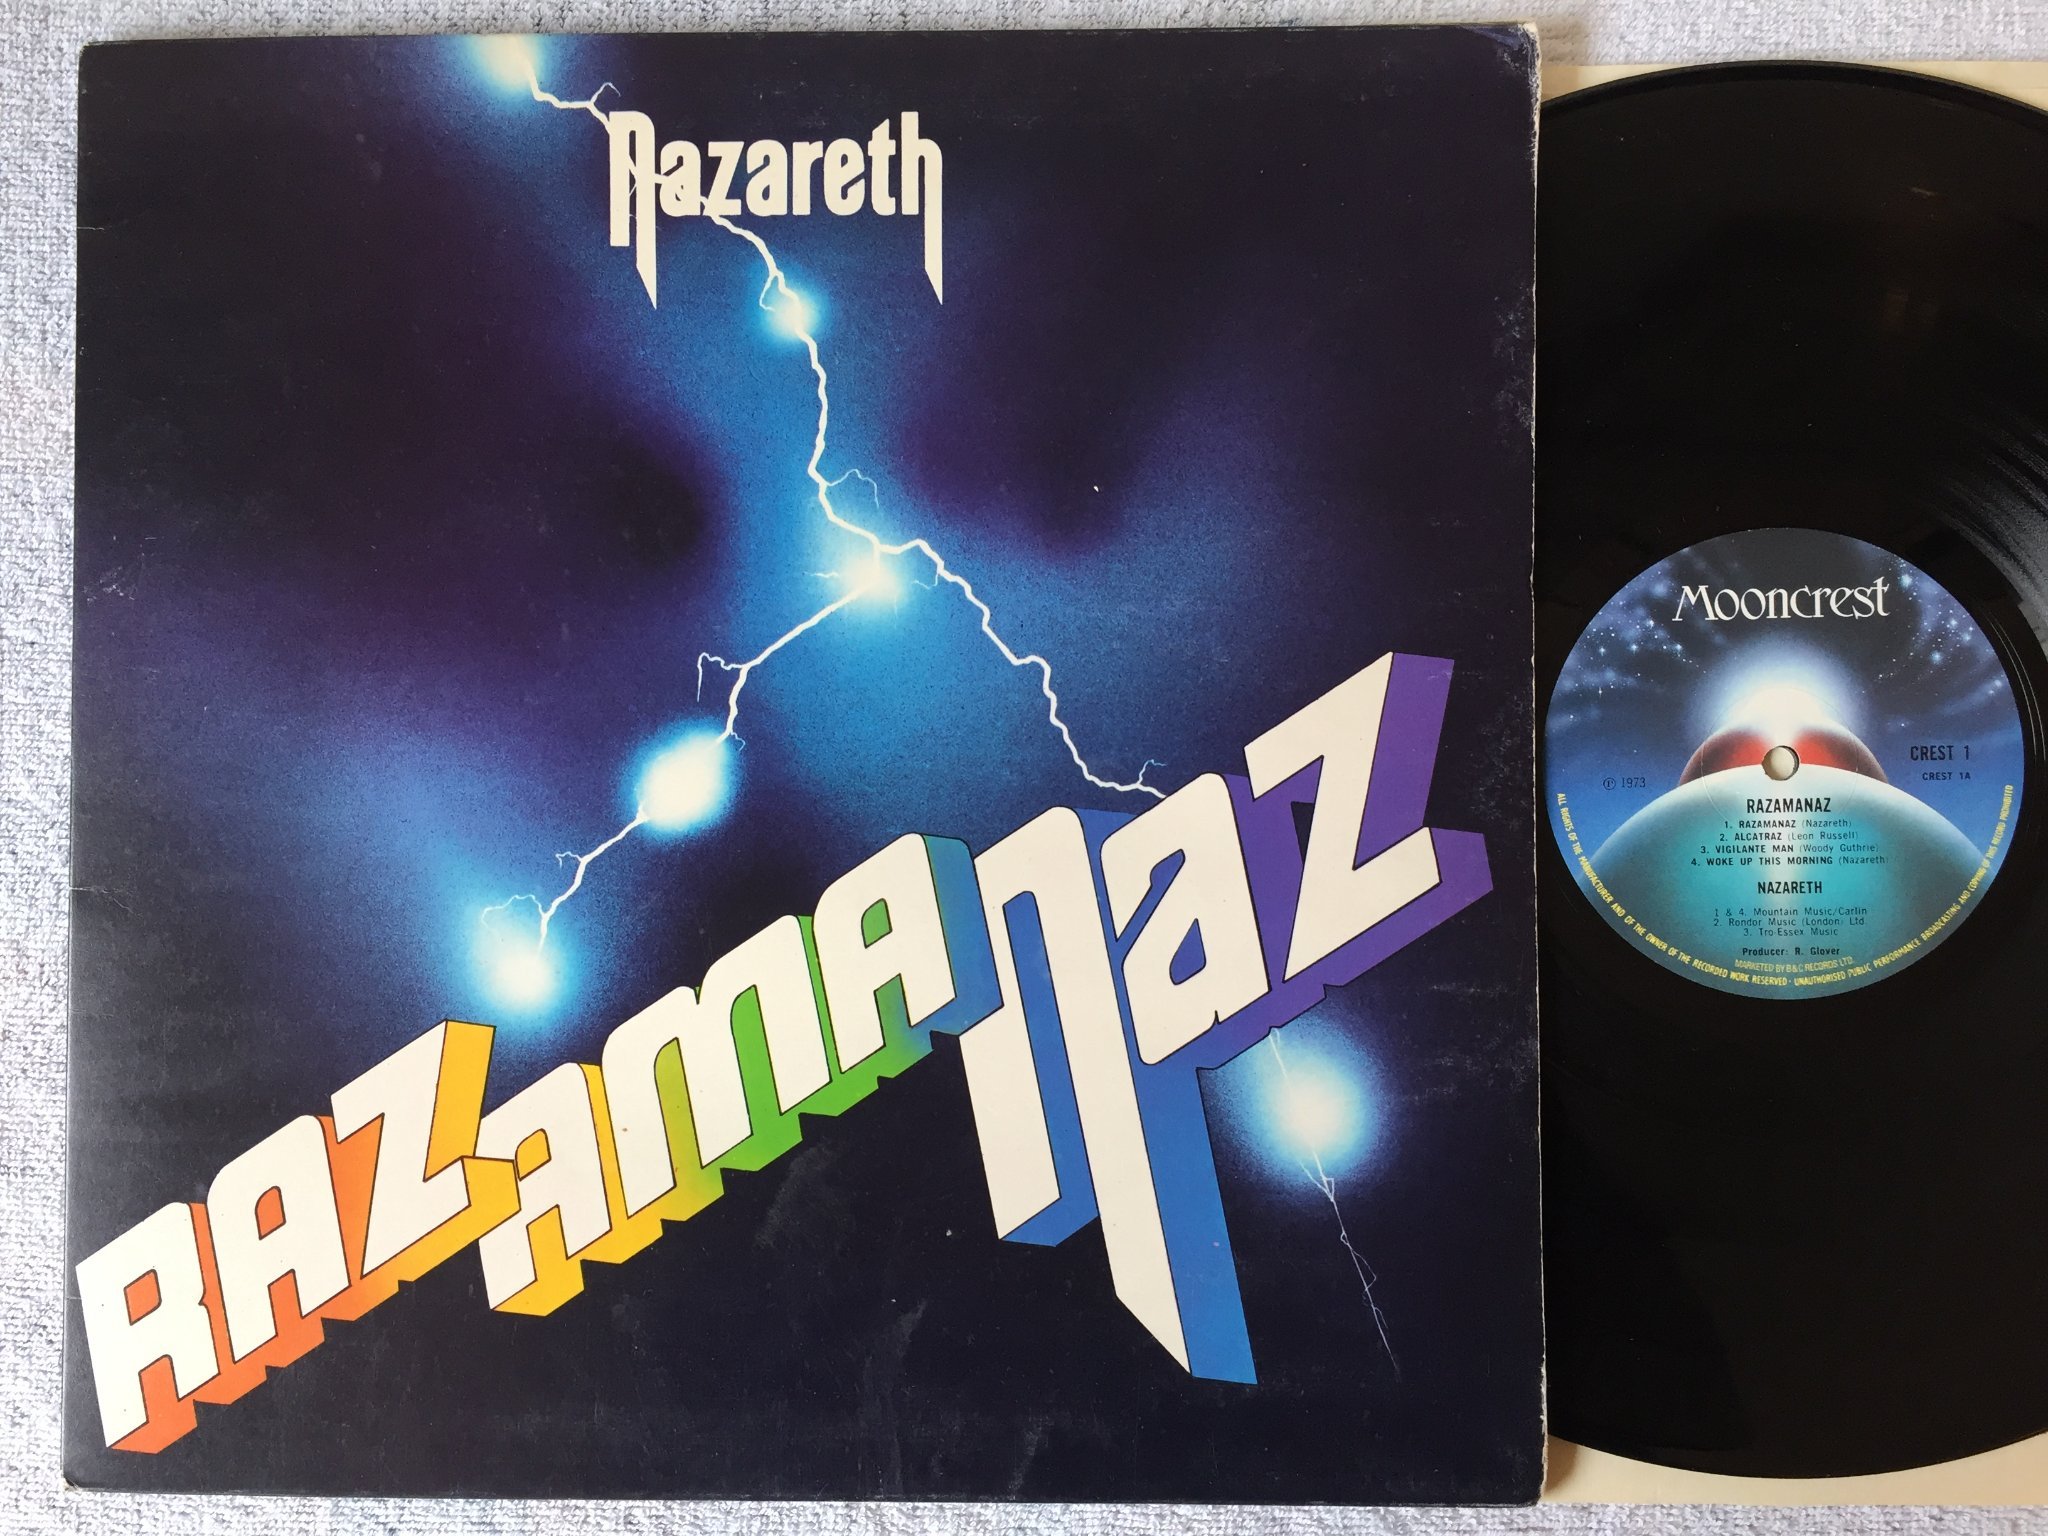 Nazareth
RAZAMANAZ
Mooncrest
CREST 1
CREST 1A
℗ 1973
RAZAMANAZ
1. RAZAMANAZ (Nazareth)
2. ALCATRAZ (Leon Russell)
3. VIGILANTE MAN (Woody Guthrie)
4. WOKE UP THIS MORNING (Nazareth)
NAZARETH
1 & 4. Mountain Music/Carlin
2. Rondor Music (London) Ltd.
3. Tro-Essex Music
Producer: R. Glover
MARKETED BY B&C RECORDS LTD.
ALL RIGHTS OF THE MANUFACTURER AND OF THE OWNER OF THE RECORDED WORK RESERVED · UNAUTHORISED PUBLIC PERFORMANCE BROADCASTING AND COPYING OF THIS RECORD PROHIBITED